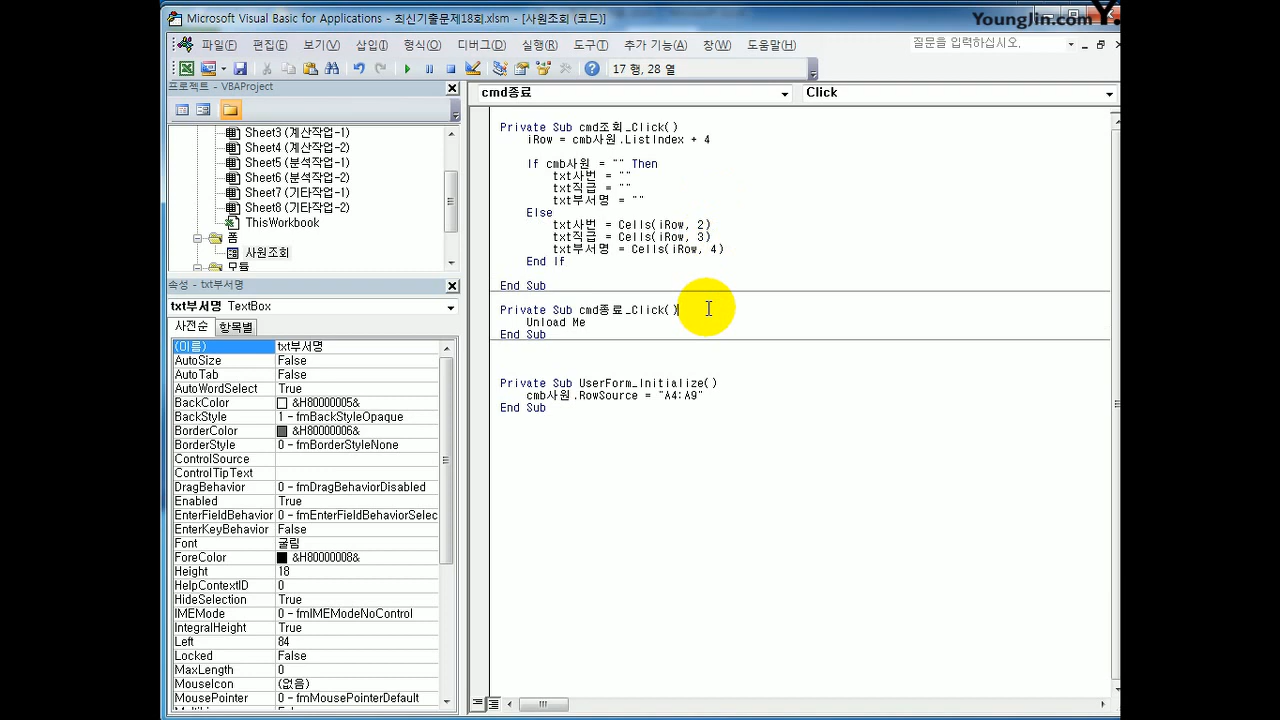 Microsoft Visual Basic for Applications - 최신기출문제18회.xlsm - [사원조회 (코드)]
YoungJin.com Y.
파일(F) 편집(E) 보기(V) 삽입(I) 형식(O) 디버그(D) 실행(R) 도구(T) 추가 기능(A) 창(W) 도움말(H) 질문을 입력하십시오.
17 행, 28 열
프로젝트 - VBAProject
Sheet3 (계산작업-1)
Sheet4 (계산작업-2)
Sheet5 (분석작업-1)
Sheet6 (분석작업-2)
Sheet7 (기타작업-1)
Sheet8 (기타작업-2)
ThisWorkbook
폼
사원조회
모듈
속성 - txt부서명
txt부서명 TextBox
사전순 항목별
(이름) txt부서명
AutoSize False
AutoTab False
AutoWordSelect True
BackColor &H80000005&
BackStyle 1 - fmBackStyleOpaque
BorderColor &H80000006&
BorderStyle 0 - fmBorderStyleNone
ControlSource
ControlTipText
DragBehavior 0 - fmDragBehaviorDisabled
Enabled True
EnterFieldBehavior 0 - fmEnterFieldBehaviorSelec
EnterKeyBehavior False
Font 굴림
ForeColor &H80000008&
Height 18
HelpContextID 0
HideSelection True
IMEMode 0 - fmIMEModeNoControl
IntegralHeight True
Left 84
Locked False
MaxLength 0
MouseIcon (없음)
MousePointer 0 - fmMousePointerDefault
cmd종료 Click
Private Sub cmd조회_Click()
iRow = cmb사원.ListIndex + 4
If cmb사원 = "" Then
txt사번 = ""
txt직급 = ""
txt부서명 = ""
Else
txt사번 = Cells(iRow, 2)
txt직급 = Cells(iRow, 3)
txt부서명 = Cells(iRow, 4)
End If
End Sub
Private Sub cmd종료_Click()
Unload Me
End Sub
Private Sub UserForm_Initialize()
cmb사원.RowSource = "A4:A9"
End Sub